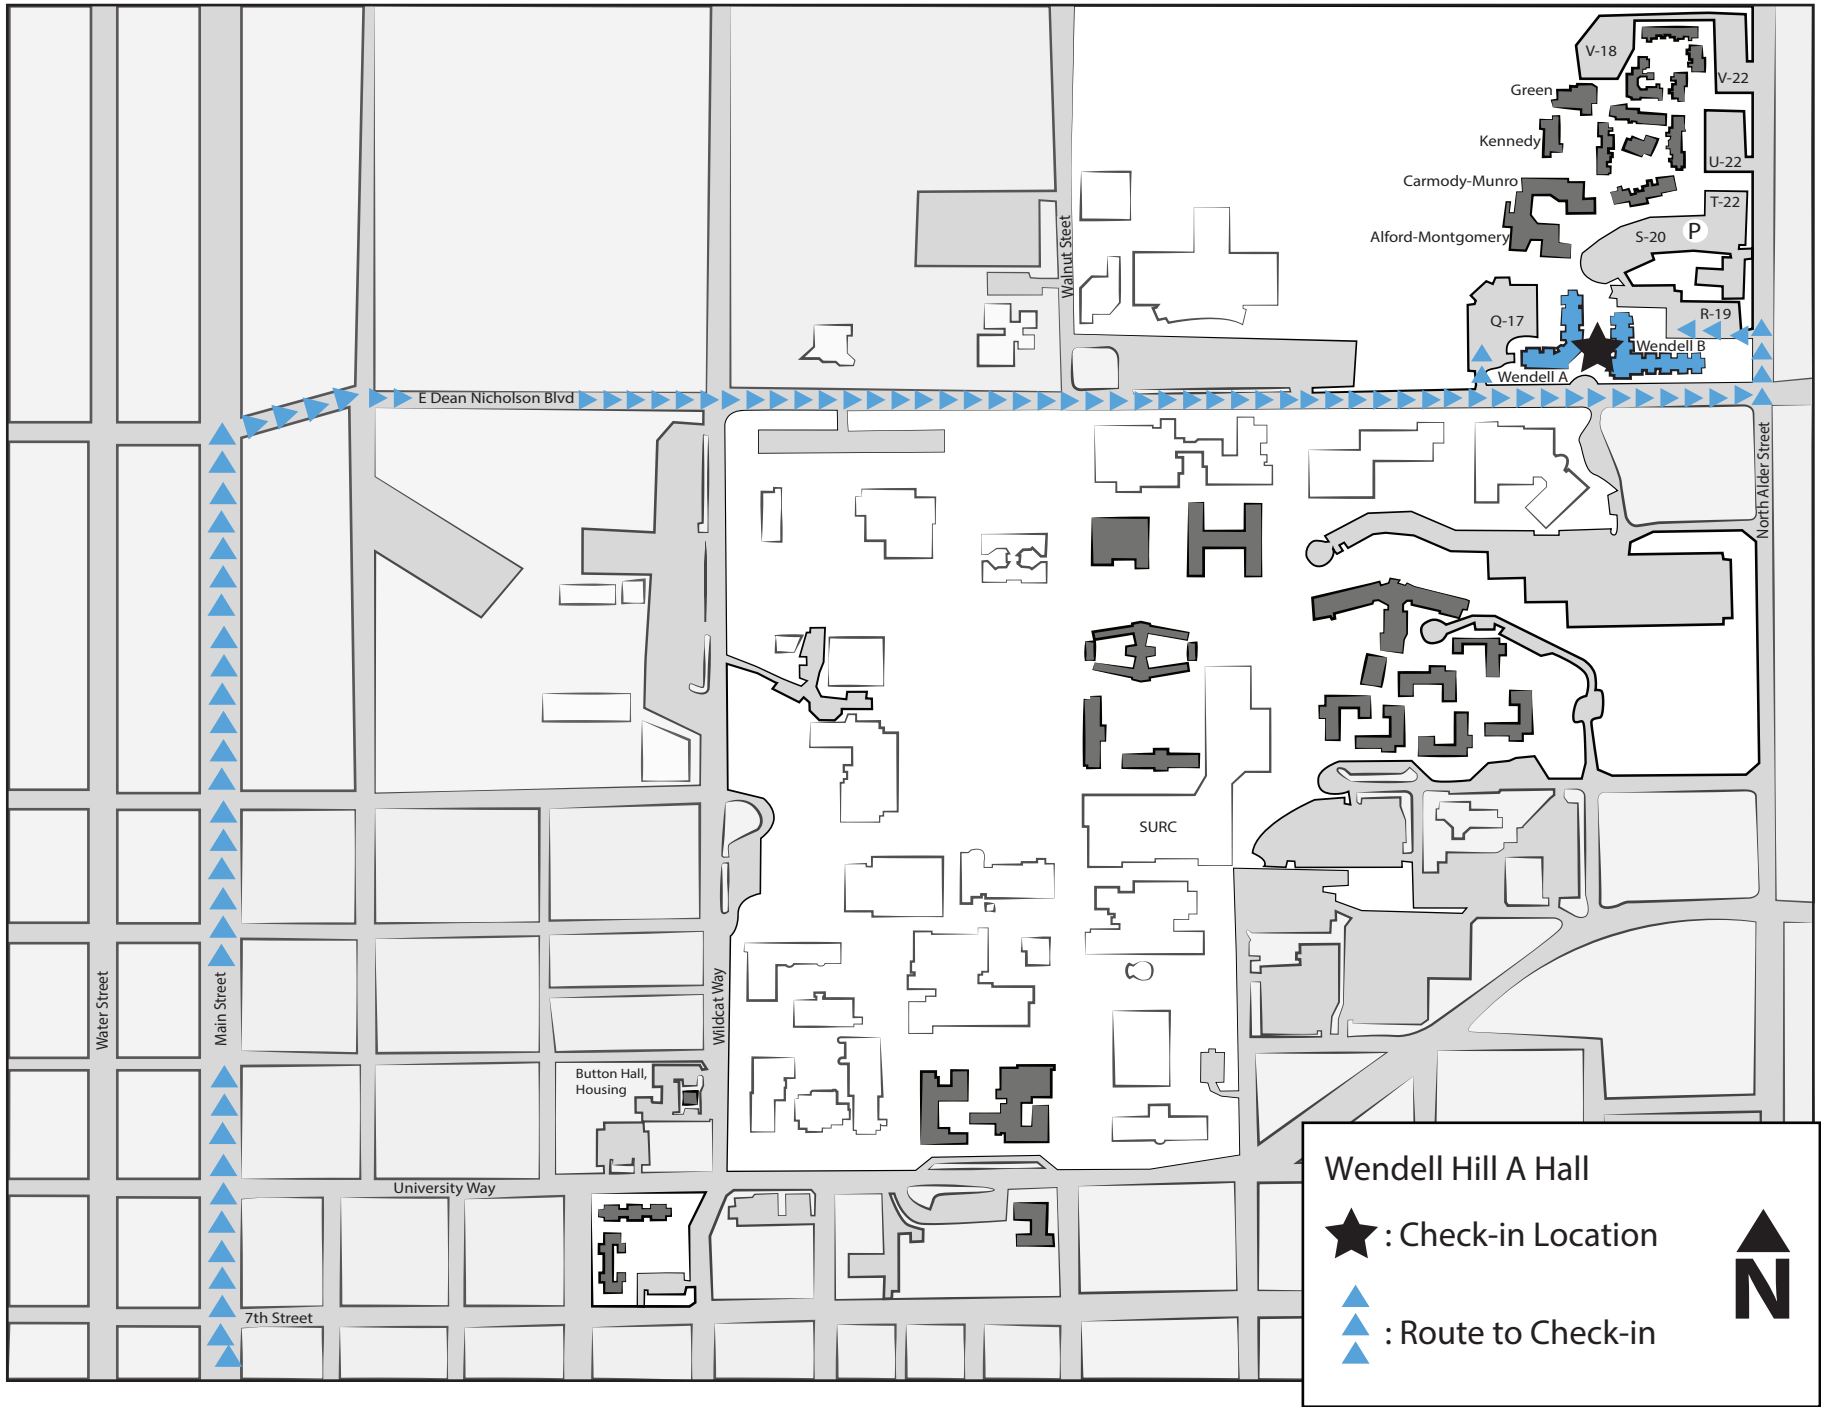 V-18
V-22
Green
Kennedy
U-22
Carmody-Munro
T-22
Alford-Montgomery
S-20
P
Walnut Steet
Q-17
R-19
Wendell B
Wendell A
E Dean Nicholson Blvd
North Alder Street
SURC
Water Street
Main Street
Wildcat Way
Button Hall,
Housing
University Way
7th Street
Wendell Hill A Hall
: Check-in Location
: Route to Check-in
N